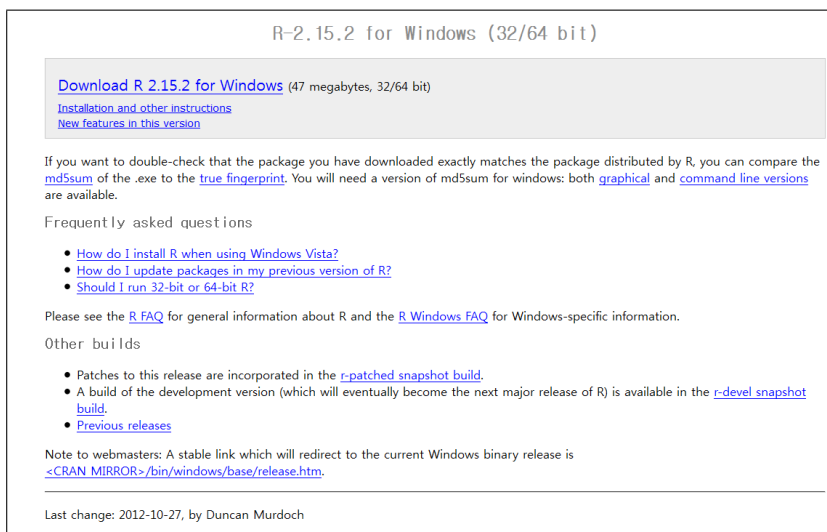 R-2.15.2 for Windows (32/64 bit)
Download R 2.15.2 for Windows (47 megabytes, 32/64 bit)
Installation and other instructions
New features in this version
If you want to double-check that the package you have downloaded exactly matches the package distributed by R, you can compare the
md5sum of the .exe to the true fingerprint. You will need a version of md5sum for windows: both graphical and command line versions
are available.
Frequently asked questions
● How do I install R when using Windows Vista?
● How do I update packages in my previous version of R?
● Should I run 32-bit or 64-bit R?
Please see the R FAQ for general information about R and the R Windows FAQ for Windows-specific information.
Other builds
● Patches to this release are incorporated in the r-patched snapshot build.
● A build of the development version (which will eventually become the next major release of R) is available in the r-devel snapshot
build.
● Previous releases
Note to webmasters: A stable link which will redirect to the current Windows binary release is
<CRAN MIRROR>/bin/windows/base/release.htm.
Last change: 2012-10-27, by Duncan Murdoch